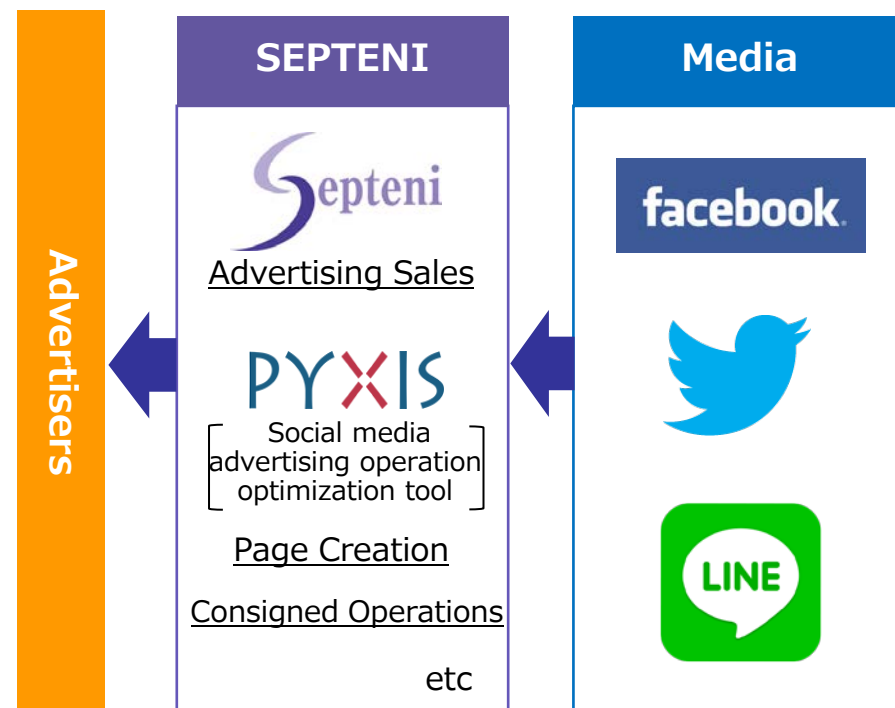 Advertisers
SEPTENI
Septeni
Advertising Sales
PYXIS
Social media
advertising operation
optimization tool
Page Creation
Consigned Operations
etc
Media
facebook.
LINE